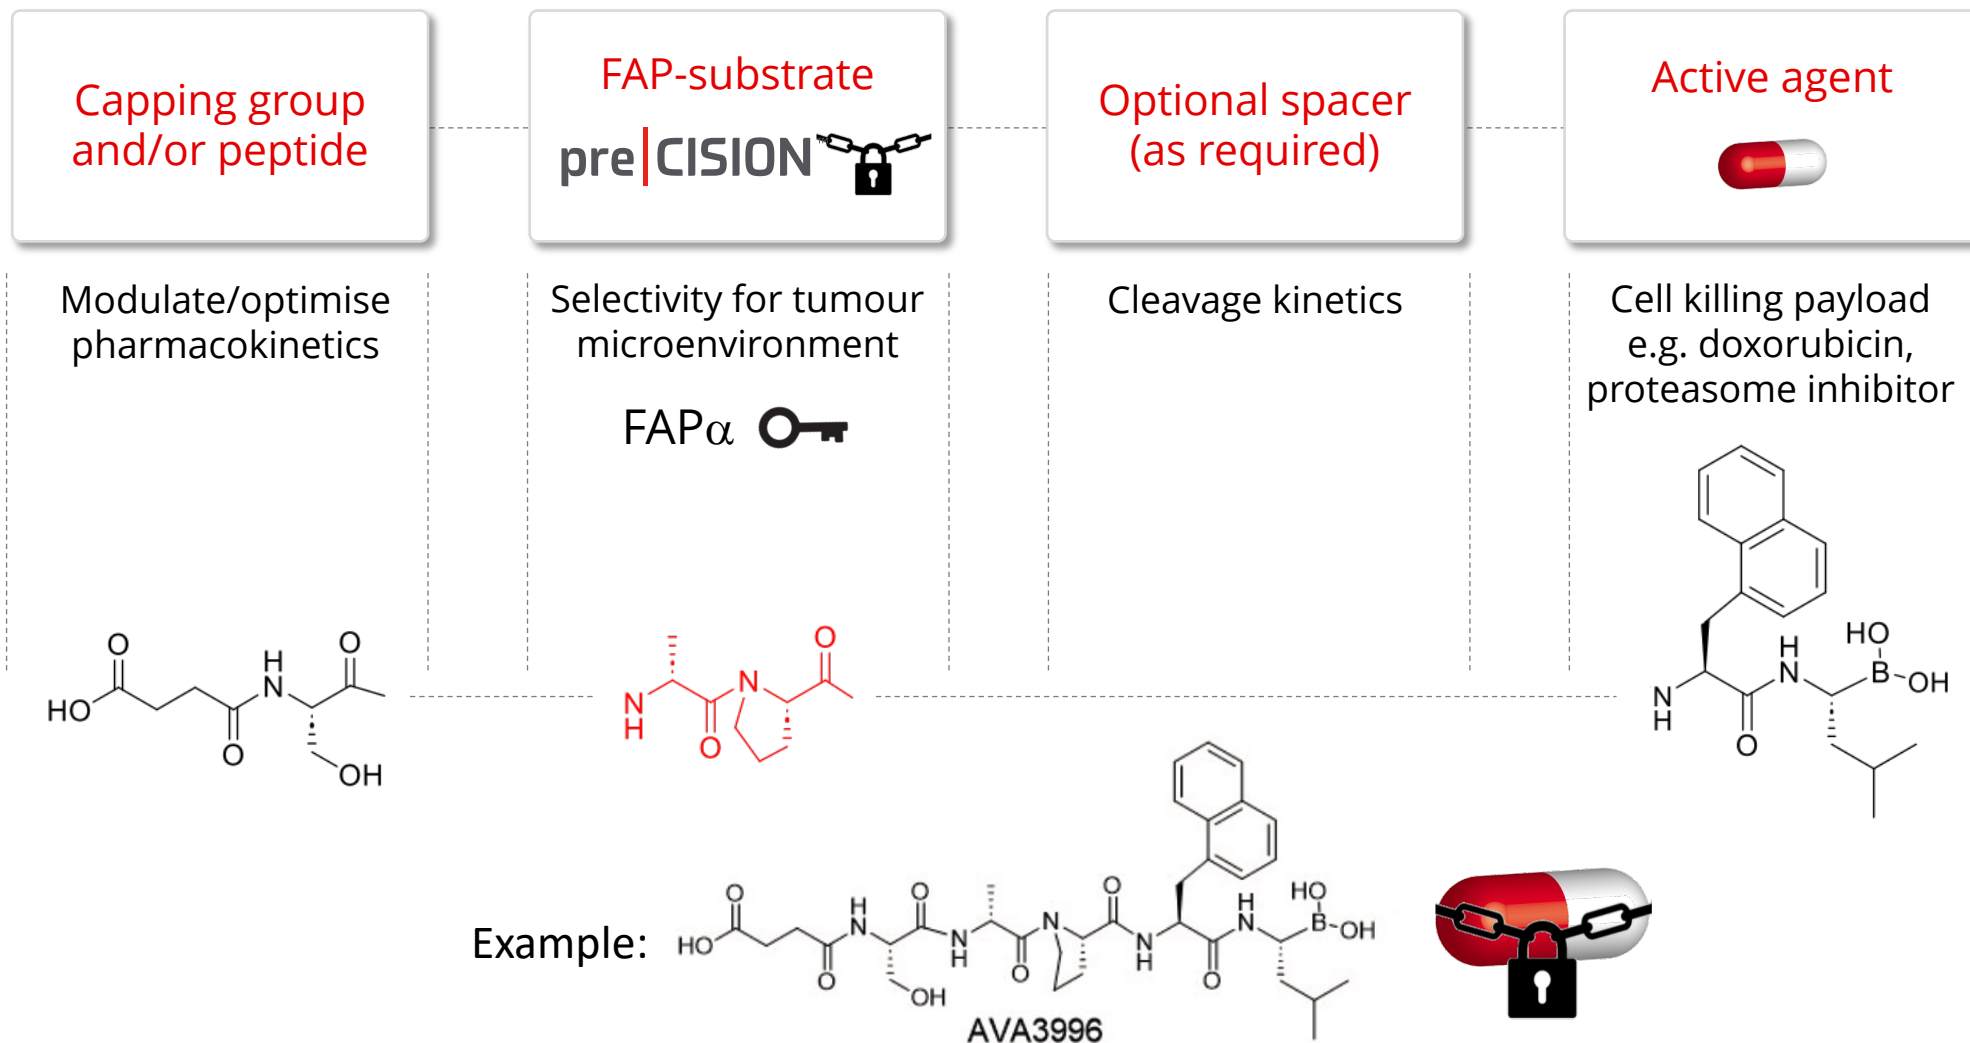 Capping group
and/or peptide
FAP-substrate
pre|CISION
Optional spacer
(as required)
Active agent
Modulate/optimise
pharmacokinetics
Selectivity for tumour
microenvironment
FAPα
Cleavage kinetics
Cell killing payload
e.g. doxorubicin,
proteasome inhibitor
O
HO
O
H
N
O
OH
N
H
O
N
O
N
H
O
H
N
HO
B
OH
Example:
O
HO
O
H
N
O
OH
N
H
O
N
O
N
H
O
H
N
HO
B
OH
AVA3996